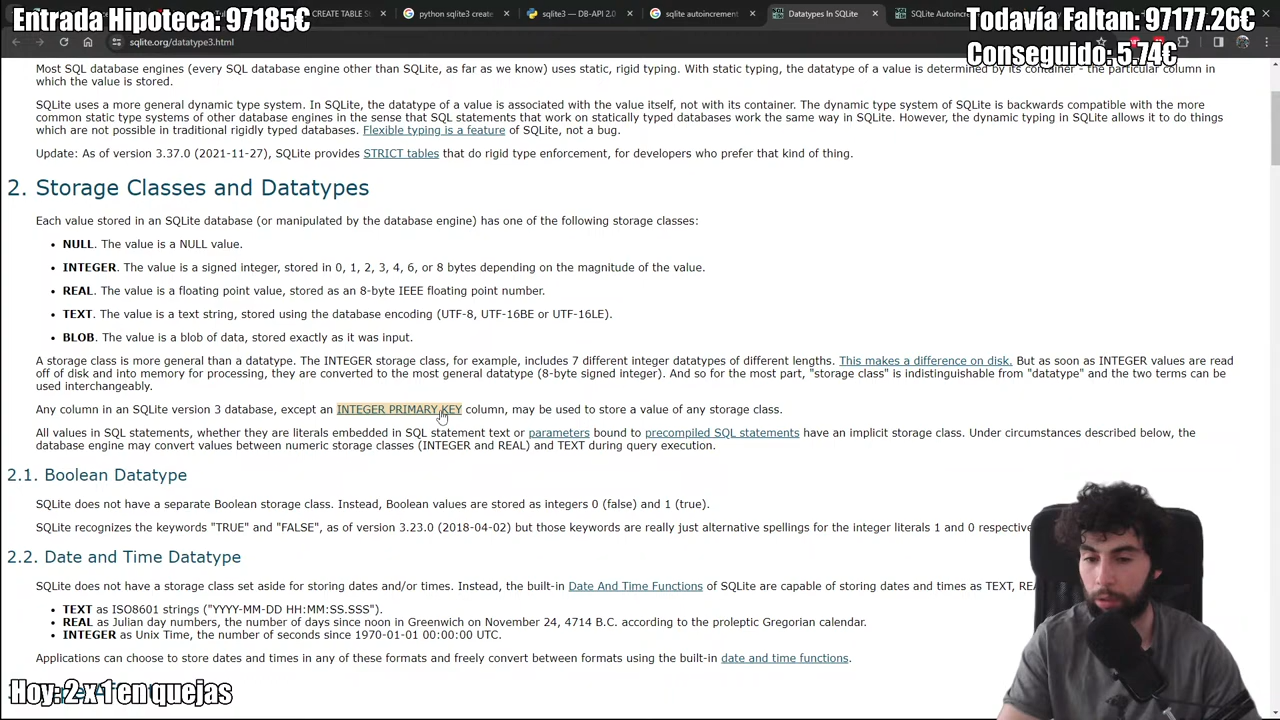 Entrada Hipoteca: 97185€
Todavía Faltan: 97177.26€
Conseguido: 5.74€
CREATE TABLE S
python sqlite3 create
sqlite3 — DB-API 2.0
sqlite autoincrement
Datatypes In SQLite
SQLite Autoincre
sqlite.org/datatype3.html
Most SQL database engines (every SQL database engine other than SQLite, as far as we know) uses static, rigid typing. With static typing, the datatype of a value is determined by its container - the particular column in
which the value is stored.
SQLite uses a more general dynamic type system. In SQLite, the datatype of a value is associated with the value itself, not with its container. The dynamic type system of SQLite is backwards compatible with the more
common static type systems of other database engines in the sense that SQL statements that work on statically typed databases work the same way in SQLite. However, the dynamic typing in SQLite allows it to do things
which are not possible in traditional rigidly typed databases. Flexible typing is a feature of SQLite, not a bug.
Update: As of version 3.37.0 (2021-11-27), SQLite provides STRICT tables that do rigid type enforcement, for developers who prefer that kind of thing.
2. Storage Classes and Datatypes
Each value stored in an SQLite database (or manipulated by the database engine) has one of the following storage classes:
• NULL. The value is a NULL value.
• INTEGER. The value is a signed integer, stored in 0, 1, 2, 3, 4, 6, or 8 bytes depending on the magnitude of the value.
• REAL. The value is a floating point value, stored as an 8-byte IEEE floating point number.
• TEXT. The value is a text string, stored using the database encoding (UTF-8, UTF-16BE or UTF-16LE).
• BLOB. The value is a blob of data, stored exactly as it was input.
A storage class is more general than a datatype. The INTEGER storage class, for example, includes 7 different integer datatypes of different lengths. This makes a difference on disk. But as soon as INTEGER values are read
off of disk and into memory for processing, they are converted to the most general datatype (8-byte signed integer). And so for the most part, "storage class" is indistinguishable from "datatype" and the two terms can be
used interchangeably.
Any column in an SQLite version 3 database, except an INTEGER PRIMARY KEY column, may be used to store a value of any storage class.
All values in SQL statements, whether they are literals embedded in SQL statement text or parameters bound to precompiled SQL statements have an implicit storage class. Under circumstances described below, the
database engine may convert values between numeric storage classes (INTEGER and REAL) and TEXT during query execution.
2.1. Boolean Datatype
SQLite does not have a separate Boolean storage class. Instead, Boolean values are stored as integers 0 (false) and 1 (true).
SQLite recognizes the keywords "TRUE" and "FALSE", as of version 3.23.0 (2018-04-02) but those keywords are really just alternative spellings for the integer literals 1 and 0 respective
2.2. Date and Time Datatype
SQLite does not have a storage class set aside for storing dates and/or times. Instead, the built-in Date And Time Functions of SQLite are capable of storing dates and times as TEXT, REA
• TEXT as ISO8601 strings ("YYYY-MM-DD HH:MM:SS.SSS").
• REAL as Julian day numbers, the number of days since noon in Greenwich on November 24, 4714 B.C. according to the proleptic Gregorian calendar.
• INTEGER as Unix Time, the number of seconds since 1970-01-01 00:00:00 UTC.
Applications can choose to store dates and times in any of these formats and freely convert between formats using the built-in date and time functions.
Hoy: 2 x 1 en quejas